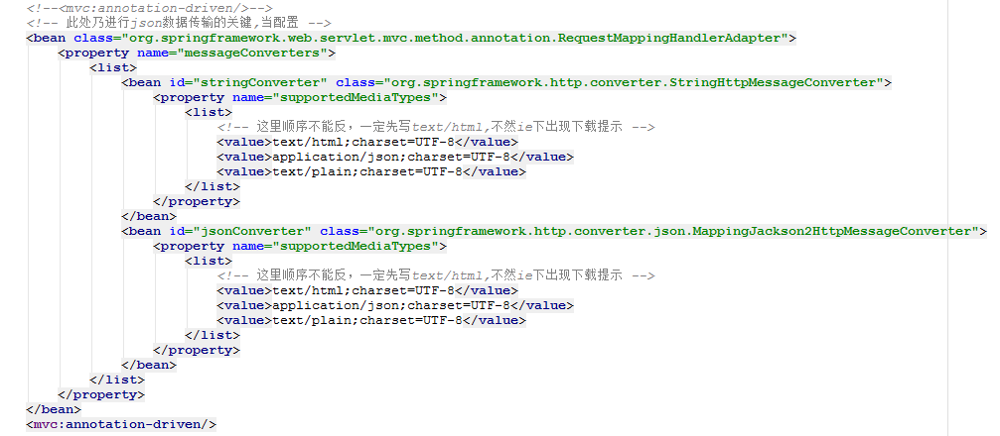 <!--<mvc:annotation-driven/>-->
<!-- 此处乃进行json数据传输的关键,当配置 -->
<bean class="org.springframework.web.servlet.mvc.method.annotation.RequestMappingHandlerAdapter">
<property name="messageConverters">
<list>
<bean id="stringConverter" class="org.springframework.http.converter.StringHttpMessageConverter">
<property name="supportedMediaTypes">
<list>
<!-- 这里顺序不能反，一定先写text/html,不然ie下出现下载提示 -->
<value>text/html;charset=UTF-8</value>
<value>application/json;charset=UTF-8</value>
<value>text/plain;charset=UTF-8</value>
</list>
</property>
</bean>
<bean id="jsonConverter" class="org.springframework.http.converter.json.MappingJackson2HttpMessageConverter">
<property name="supportedMediaTypes">
<list>
<!-- 这里顺序不能反，一定先写text/html,不然ie下出现下载提示 -->
<value>text/html;charset=UTF-8</value>
<value>application/json;charset=UTF-8</value>
<value>text/plain;charset=UTF-8</value>
</list>
</property>
</bean>
</list>
</property>
</bean>
<mvc:annotation-driven/>